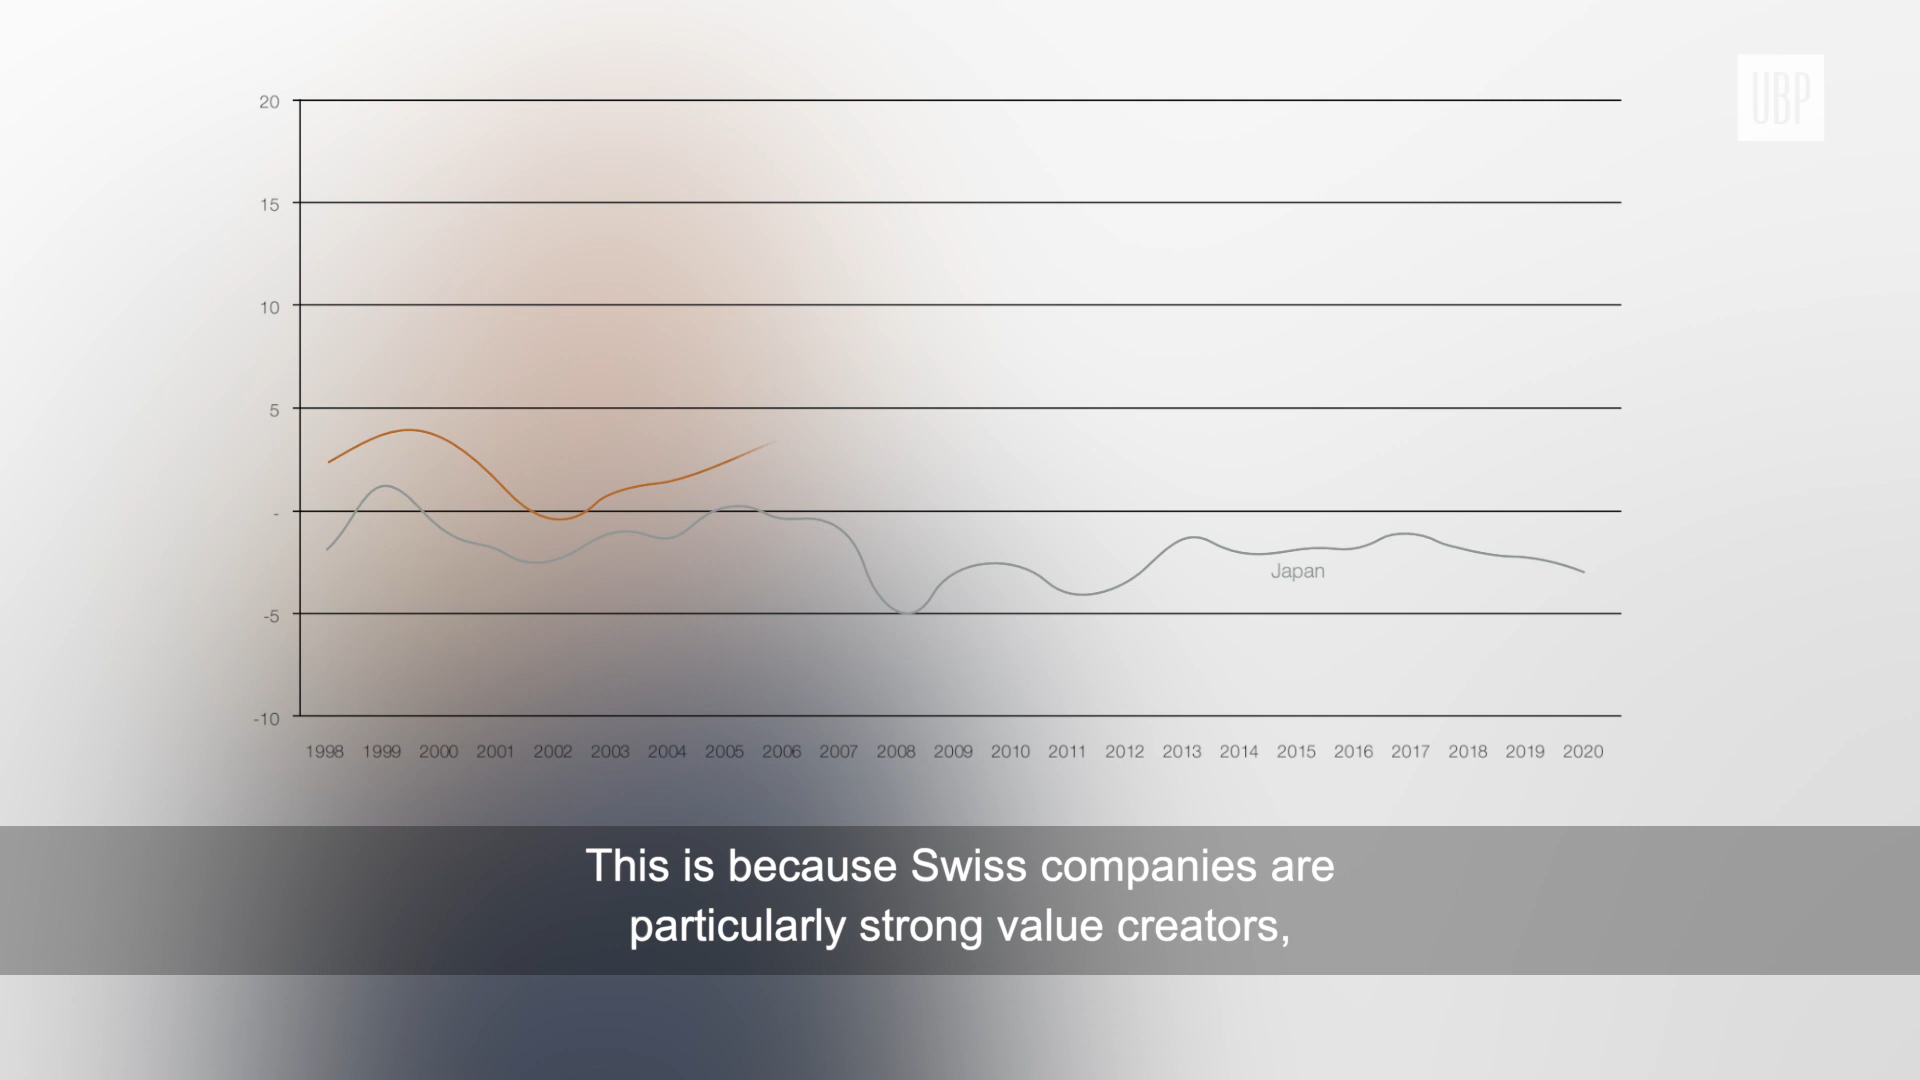 UBP
20
15
10
5
-
-5
-10
Japan
1998 1999 2000 2001 2002 2003 2004 2005 2006 2007 2008 2009 2010 2011 2012 2013 2014 2015 2016 2017 2018 2019 2020
This is because Swiss companies are
particularly strong value creators,